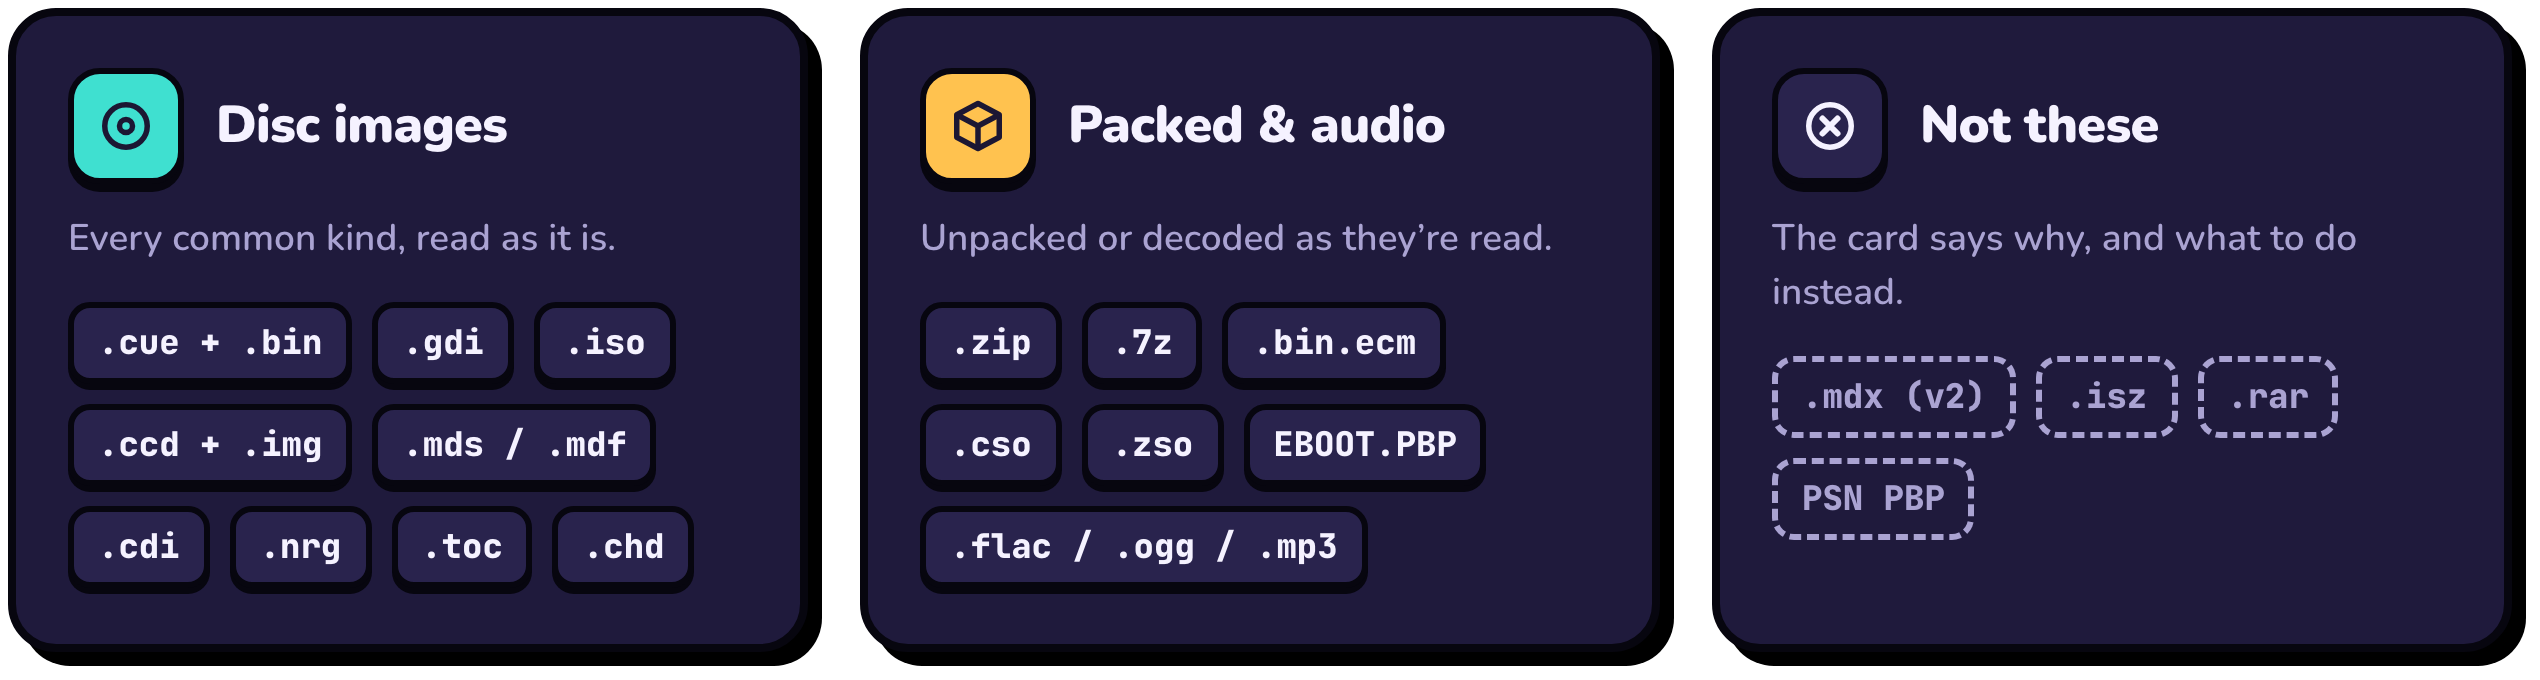 Disc images
Every common kind, read as it is.
.cue + .bin
.gdi
.iso
.ccd + .img
.mds / .mdf
.cdi
.nrg
.toc
.chd
Packed & audio
Unpacked or decoded as they’re read.
.zip
.7z
.bin.ecm
.cso
.zso
EBOOT.PBP
.flac / .ogg / .mp3
Not these
The card says why, and what to do
instead.
.mdx (v2)
.isz
.rar
PSN PBP